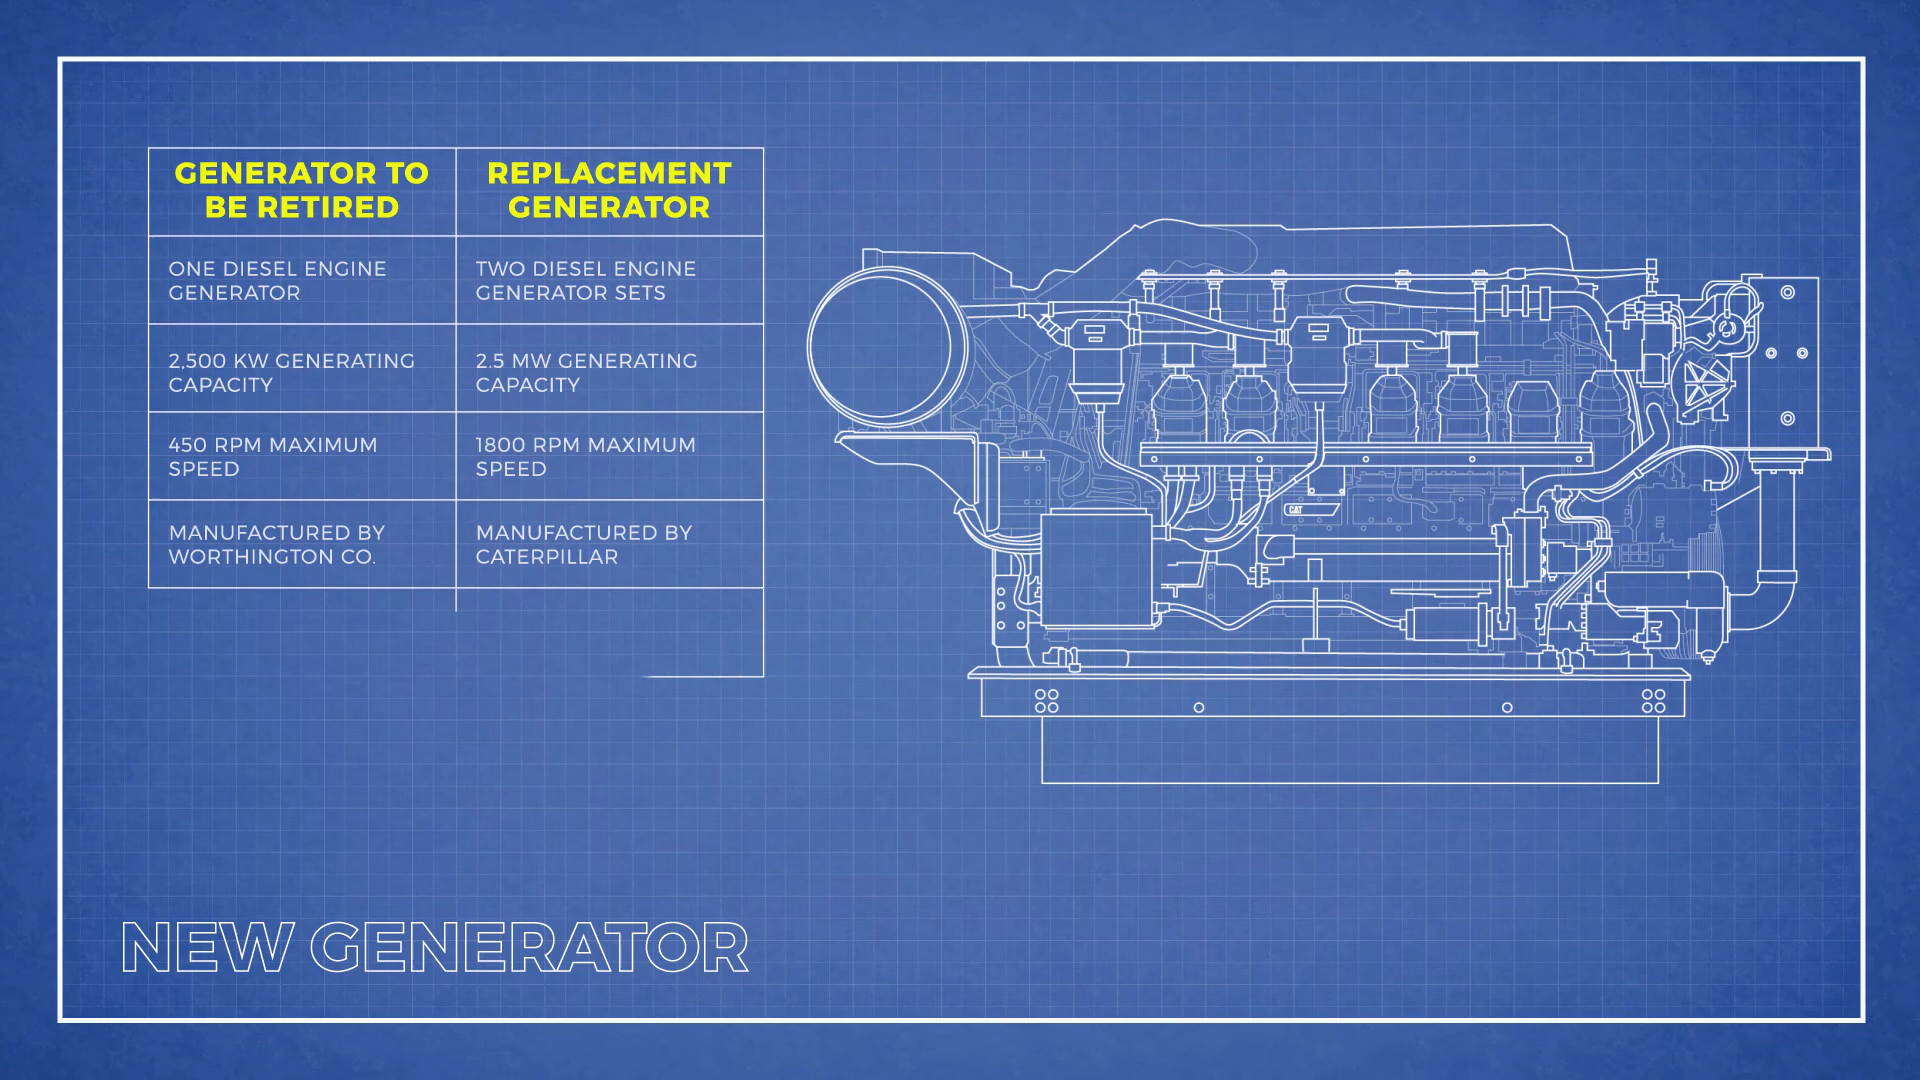 GENERATOR TO
BE RETIRED
REPLACEMENT
GENERATOR
ONE DIESEL ENGINE
GENERATOR
TWO DIESEL ENGINE
GENERATOR SETS
2,500 KW GENERATING
CAPACITY
2.5 MW GENERATING
CAPACITY
450 RPM MAXIMUM
SPEED
1800 RPM MAXIMUM
SPEED
MANUFACTURED BY
WORTHINGTON CO.
MANUFACTURED BY
CATERPILLAR
CAT
NEW GENERATOR